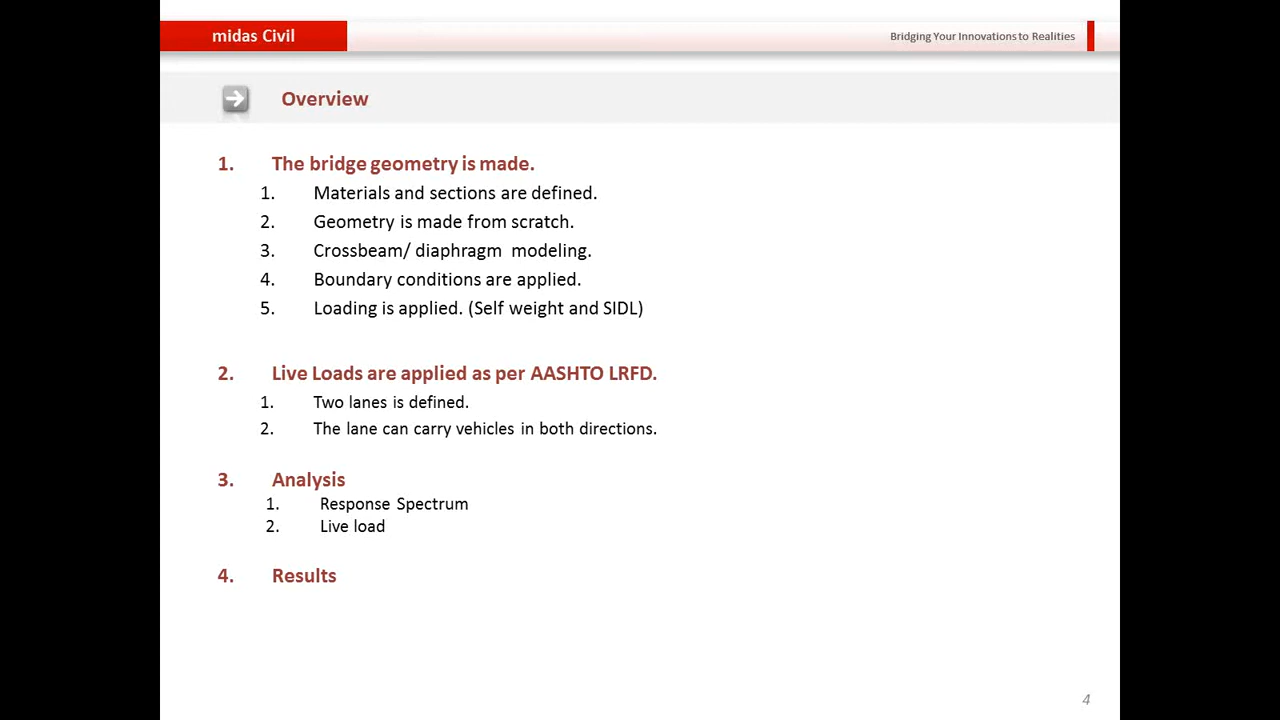 midas Civil
Bridging Your Innovations to Realities
Overview
1. The bridge geometry is made.
1. Materials and sections are defined.
2. Geometry is made from scratch.
3. Crossbeam/ diaphragm modeling.
4. Boundary conditions are applied.
5. Loading is applied. (Self weight and SIDL)
2. Live Loads are applied as per AASHTO LRFD.
1. Two lanes is defined.
2. The lane can carry vehicles in both directions.
3. Analysis
1. Response Spectrum
2. Live load
4. Results
4